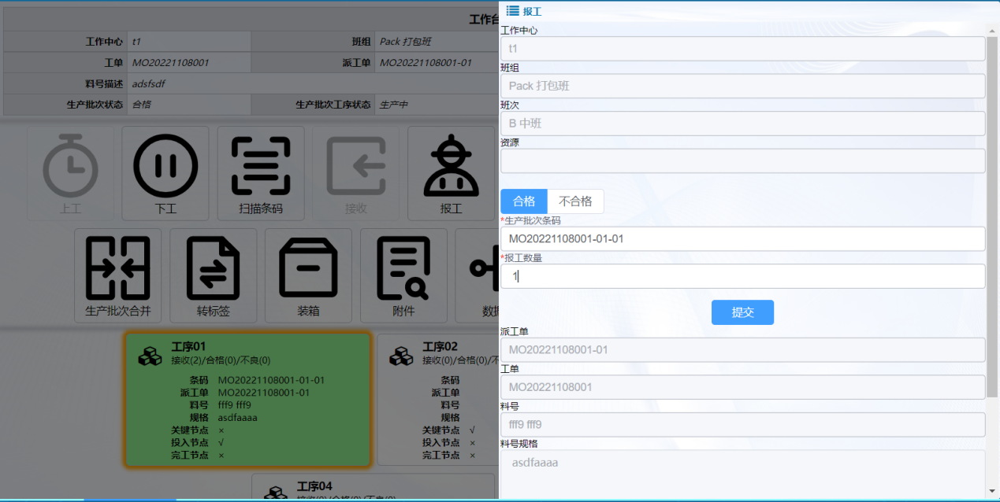 工作台
工作中心 t1 班组 Pack 打包班
工单 MO20221108001 派工单 MO20221108001-01
料号描述 adsfsdf
生产批次状态 合格 生产批次工序状态 生产中
上工 下工 扫描条码 接收 报工
生产批次合并 转标签 装箱 附件 数据
工序01
接收(2)/合格(0)/不良(0)
条码 MO20221108001-01-01
派工单 MO20221108001-01
料号 fff9 fff9
规格 asdfaaaa
关键节点 ×
投入节点 √
完工节点 ×
工序02
接收(0)/合格(0)/不
条码
派工单
料号
规格
关键节点 √
投入节点 ×
完工节点 ×
工序04
接收(0)/合格(0)/不良(0)
报工
工作中心
t1
班组
Pack 打包班
班次
B 中班
资源
合格 不合格
*生产批次条码
MO20221108001-01-01
*报工数量
1
提交
派工单
MO20221108001-01
工单
MO20221108001
料号
fff9 fff9
料号规格
asdfaaaa